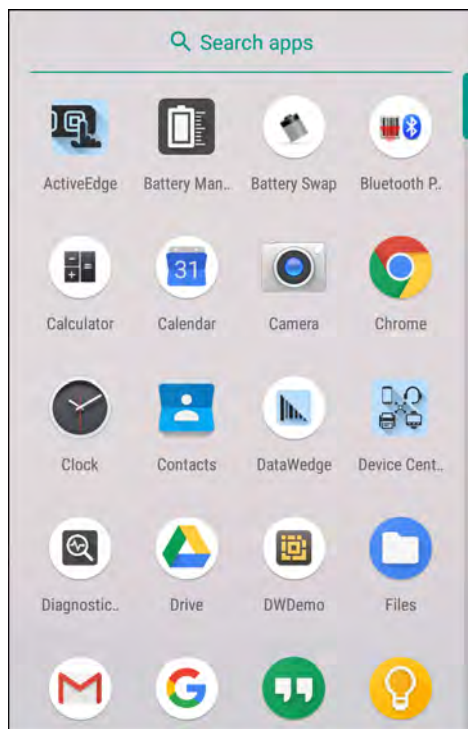 Search apps
ActiveEdge Battery Man.. Battery Swap Bluetooth P..
31
Calculator Calendar Camera Chrome
Clock Contacts DataWedge Device Cent..
Diagnostic.. Drive DWDemo Files